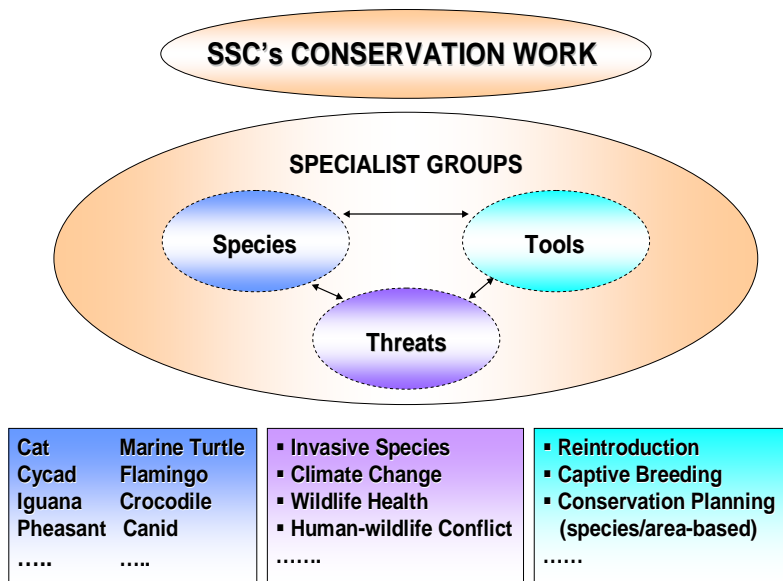 SSC's CONSERVATION WORK
SPECIALIST GROUPS
Species
Tools
Threats
Cat Marine Turtle
Cycad Flamingo
Iguana Crocodile
Pheasant Canid
..... .....
▪ Invasive Species
▪ Climate Change
▪ Wildlife Health
▪ Human-wildlife Conflict
.......
▪ Reintroduction
▪ Captive Breeding
▪ Conservation Planning
(species/area-based)
......